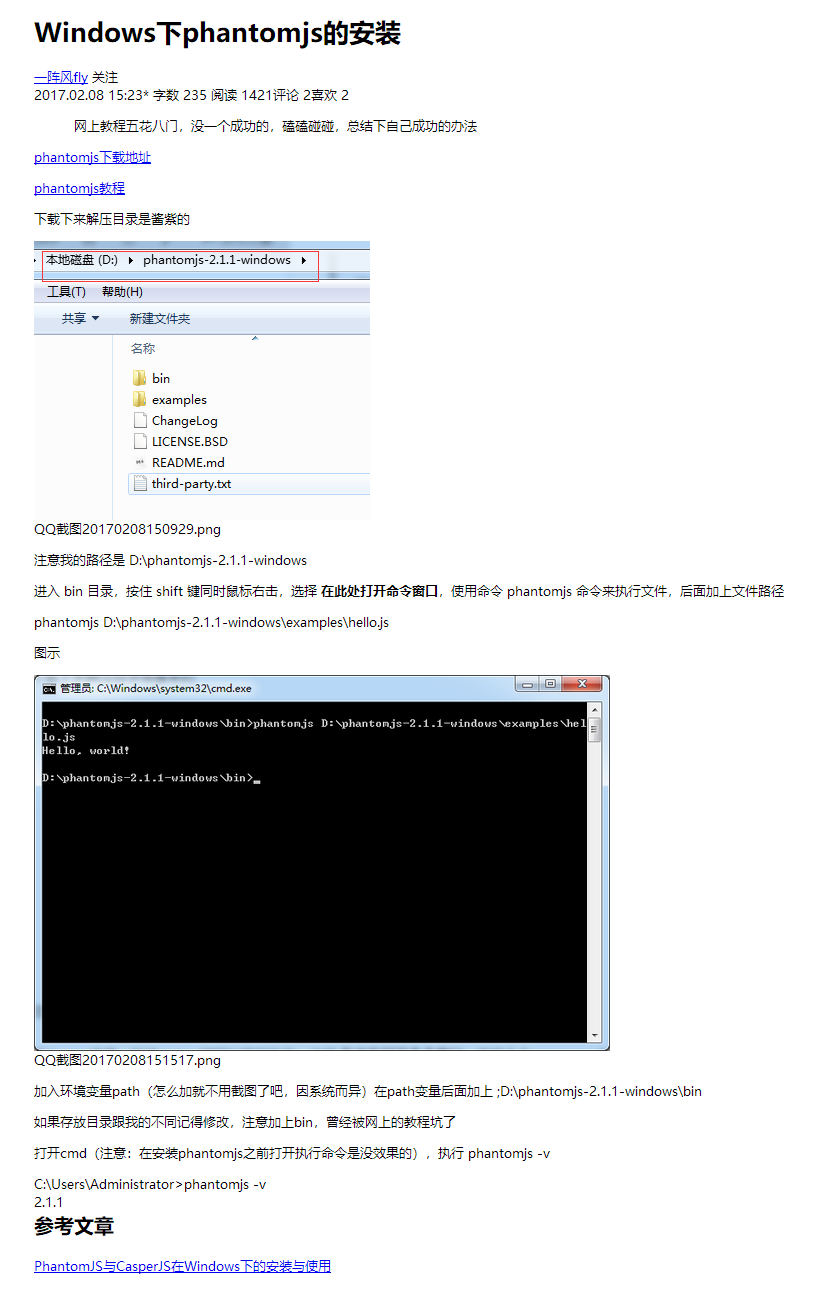 Windows下phantomjs的安装
一阵风fly 关注
2017.02.08 15:23* 字数 235 阅读 1421评论 2喜欢 2
网上教程五花八门，没一个成功的，磕磕碰碰，总结下自己成功的办法
phantomjs下载地址
phantomjs教程
下载下来解压目录是酱紫的
本地磁盘 (D:) phantomjs-2.1.1-windows
工具(T) 帮助(H)
共享 新建文件夹
名称
bin
examples
ChangeLog
LICENSE.BSD
README.md
third-party.txt
QQ截图20170208150929.png
注意我的路径是 D:\phantomjs-2.1.1-windows
进入 bin 目录，按住 shift 键同时鼠标右击，选择 在此处打开命令窗口，使用命令 phantomjs 命令来执行文件，后面加上文件路径
phantomjs D:\phantomjs-2.1.1-windows\examples\hello.js
图示
管理员: C:\Windows\system32\cmd.exe
D:\phantomjs-2.1.1-windows\bin>phantomjs D:\phantomjs-2.1.1-windows\examples\hel
lo.js
Hello, world!
D:\phantomjs-2.1.1-windows\bin>
QQ截图20170208151517.png
加入环境变量path（怎么加就不用截图了吧，因系统而异）在path变量后面加上 ;D:\phantomjs-2.1.1-windows\bin
如果存放目录跟我的不同记得修改，注意加上bin，曾经被网上的教程坑了
打开cmd（注意：在安装phantomjs之前打开执行命令是没效果的），执行 phantomjs -v
C:\Users\Administrator>phantomjs -v
2.1.1
参考文章
PhantomJS与CasperJS在Windows下的安装与使用